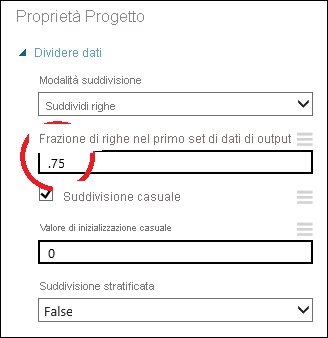 Proprietà Progetto
Dividere dati
Modalità suddivisione
Suddividi righe
Frazione di righe nel primo set di dati di output
.75
Suddivisione casuale
Valore di inizializzazione casuale
0
Suddivisione stratificata
False